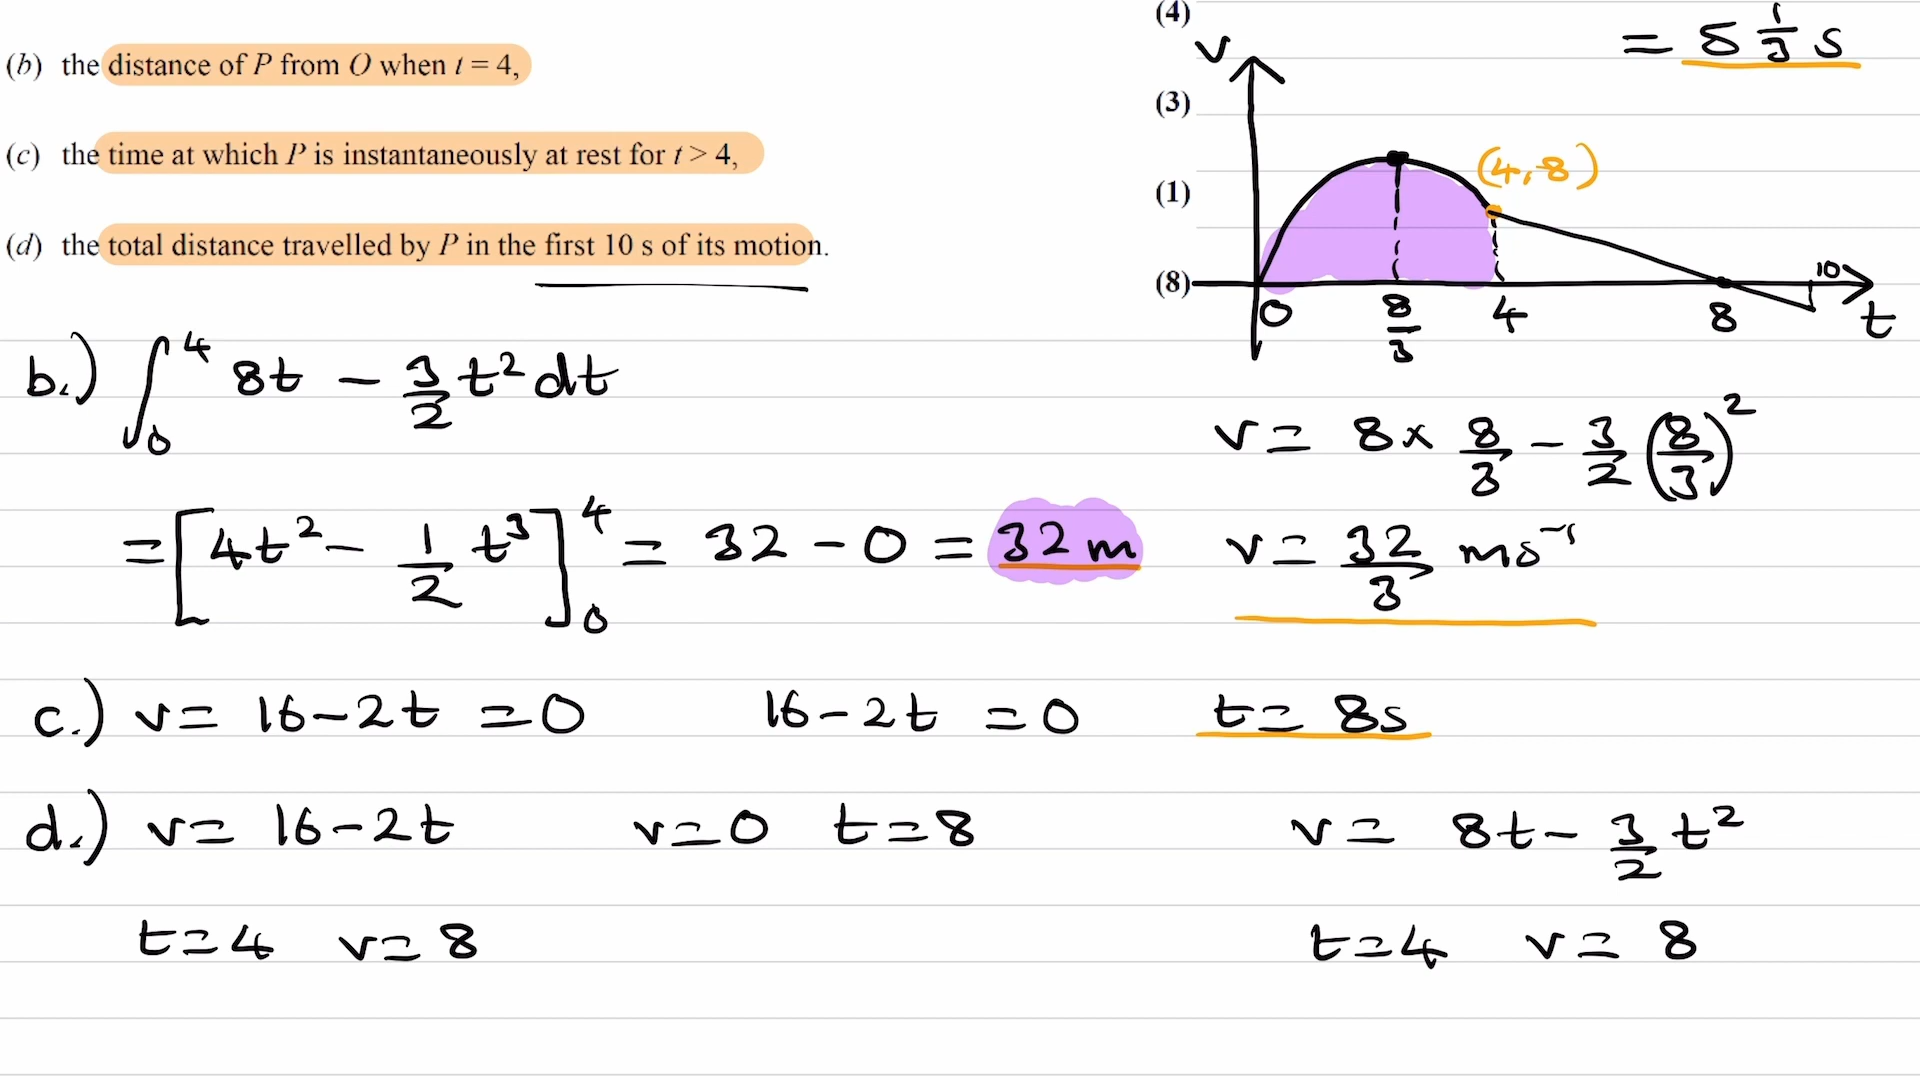 (4)
= 5 1/3 s
v
(b) the distance of P from O when t = 4,
(3)
(4,8)
(c) the time at which P is instantaneously at rest for t > 4,
(1)
(d) the total distance travelled by P in the first 10 s of its motion.
(8)
10
0 8/3 4 8 t
b.) ∫₀⁴ 8t − 3/2 t² dt
v = 8 × 8/3 − 3/2 (8/3)²
= [4t² − 1/2 t³]₀⁴ = 32 − 0 = 32 m
v = 32/3 ms⁻¹
c.) v = 16 − 2t = 0 16 − 2t = 0 t = 8s
d.) v = 16 − 2t v = 0 t = 8 v = 8t − 3/2 t²
t = 4 v = 8 t = 4 v = 8